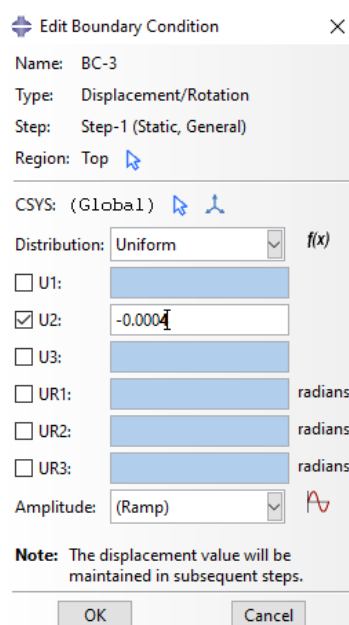 Edit Boundary Condition
Name: BC-3
Type: Displacement/Rotation
Step: Step-1 (Static, General)
Region: Top
CSYS: (Global)
Distribution: Uniform f(x)
U1:
U2: -0.0004
U3:
UR1: radians
UR2: radians
UR3: radians
Amplitude: (Ramp)
Note: The displacement value will be
maintained in subsequent steps.
OK Cancel